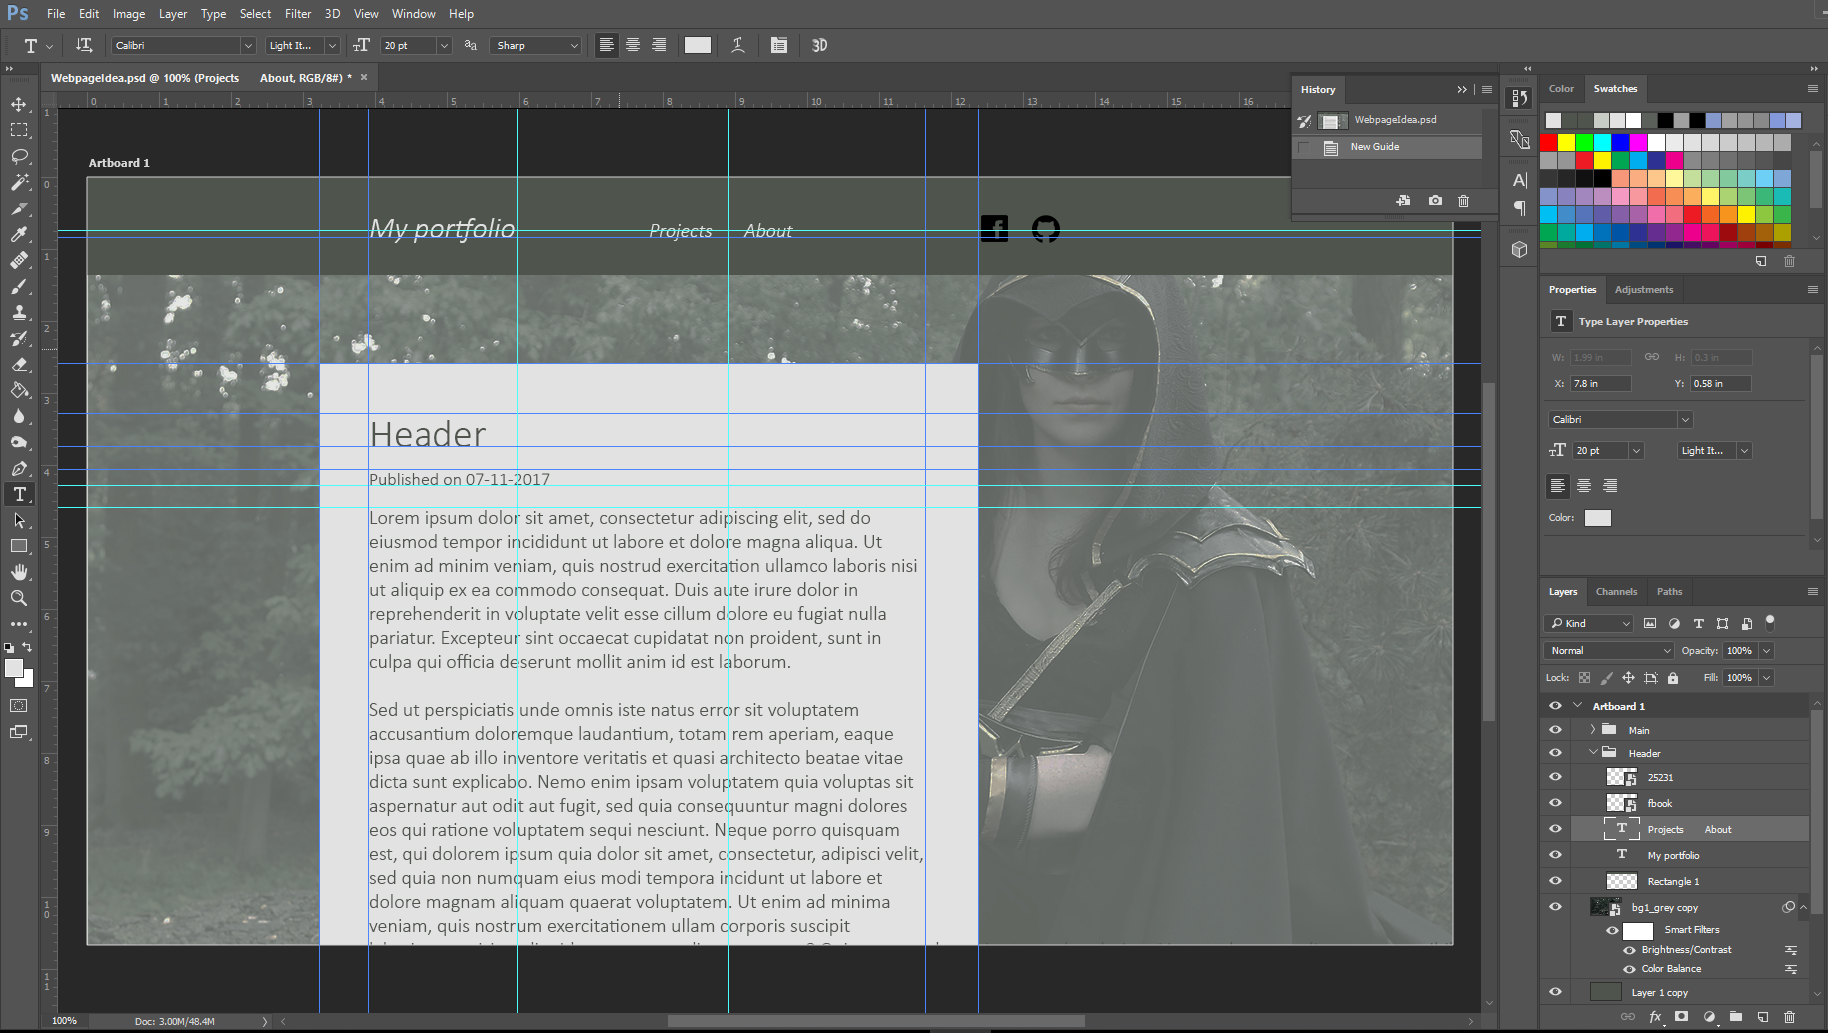 Ps File Edit Image Layer Type Select Filter 3D View Window Help
T Calibri Light It... 20 pt Sharp 3D
WebpageIdea.psd @ 100% (Projects About, RGB/8#) * ×
0 1 2 3 4 5 6 7 8 9 10 11 12 13 14 15 16
1 0 1 2 3 4 5 6 7 8 9 10 11
Artboard 1
My portfolio Projects About
Header
Published on 07-11-2017
Lorem ipsum dolor sit amet, consectetur adipiscing elit, sed do
eiusmod tempor incididunt ut labore et dolore magna aliqua. Ut
enim ad minim veniam, quis nostrud exercitation ullamco laboris nisi
ut aliquip ex ea commodo consequat. Duis aute irure dolor in
reprehenderit in voluptate velit esse cillum dolore eu fugiat nulla
pariatur. Excepteur sint occaecat cupidatat non proident, sunt in
culpa qui officia deserunt mollit anim id est laborum.
Sed ut perspiciatis unde omnis iste natus error sit voluptatem
accusantium doloremque laudantium, totam rem aperiam, eaque
ipsa quae ab illo inventore veritatis et quasi architecto beatae vitae
dicta sunt explicabo. Nemo enim ipsam voluptatem quia voluptas sit
aspernatur aut odit aut fugit, sed quia consequuntur magni dolores
eos qui ratione voluptatem sequi nesciunt. Neque porro quisquam
est, qui dolorem ipsum quia dolor sit amet, consectetur, adipisci velit,
sed quia non numquam eius modi tempora incidunt ut labore et
dolore magnam aliquam quaerat voluptatem. Ut enim ad minima
veniam, quis nostrum exercitationem ullam corporis suscipit
100% Doc: 3.00M/48.4M
History
WebpageIdea.psd
New Guide
Color Swatches
Properties Adjustments
T Type Layer Properties
W: 1.99 in H: 0.3 in
X: 7.8 in Y: 0.58 in
Calibri
20 pt Light It...
Color:
Layers Channels Paths
Kind
Normal Opacity: 100%
Lock: Fill: 100%
Artboard 1
Main
Header
25231
fbook
T Projects About
T My portfolio
Rectangle 1
bg1_grey copy
Smart Filters
Brightness/Contrast
Color Balance
Layer 1 copy
fx